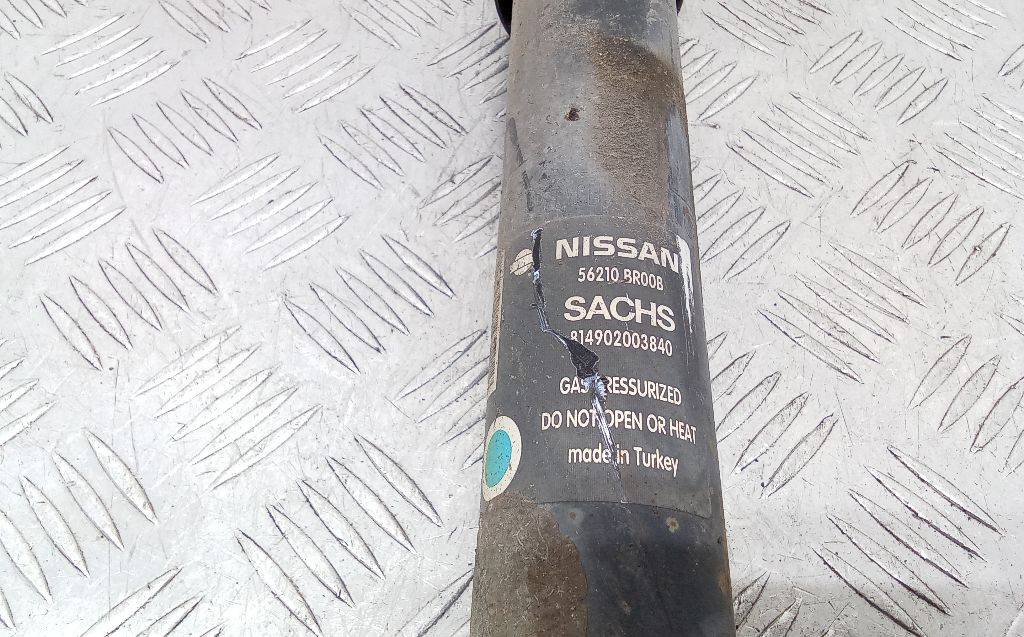 NISSAN
56210 BR00B
SACHS
814902003840
GAS PRESSURIZED
DO NOT OPEN OR HEAT
made in Turkey